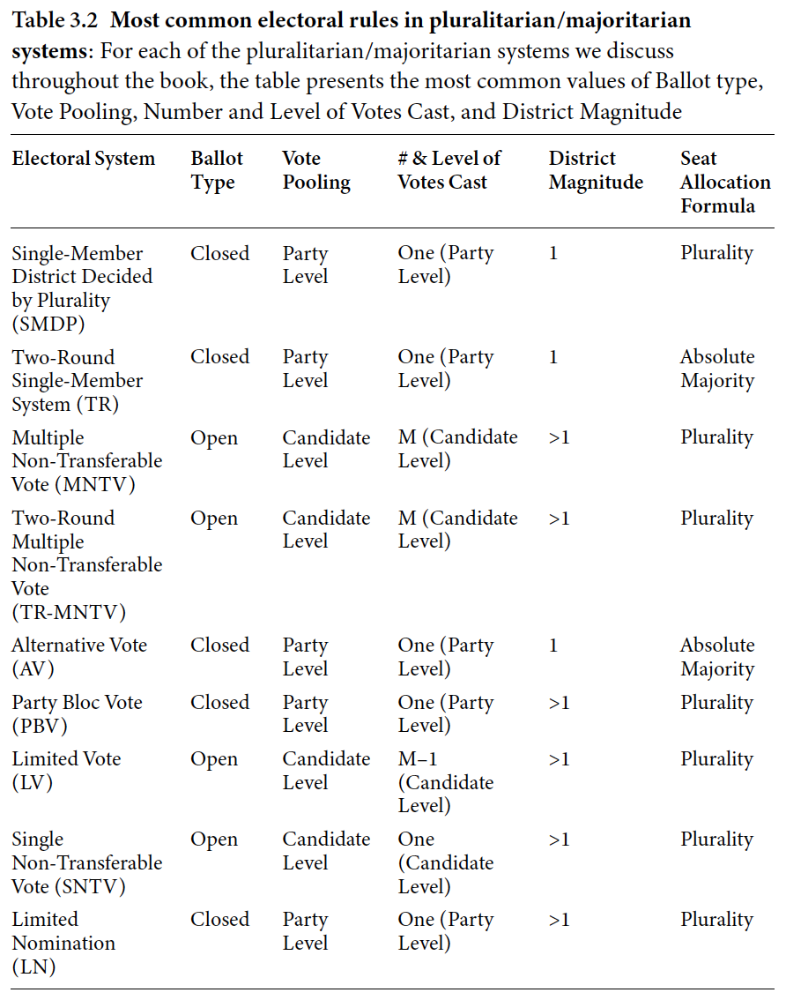 Table 3.2 Most common electoral rules in pluralitarian/majoritarian
systems: For each of the pluralitarian/majoritarian systems we discuss
throughout the book, the table presents the most common values of Ballot type,
Vote Pooling, Number and Level of Votes Cast, and District Magnitude
Electoral System Ballot Vote # & Level of District Seat
Type Pooling Votes Cast Magnitude Allocation
Formula
Single-Member Closed Party One (Party 1 Plurality
District Decided Level Level)
by Plurality
(SMDP)
Two-Round Closed Party One (Party 1 Absolute
Single-Member Level Level) Majority
System (TR)
Multiple Open Candidate M (Candidate >1 Plurality
Non-Transferable Level Level)
Vote (MNTV)
Two-Round Open Candidate M (Candidate >1 Plurality
Multiple Level Level)
Non-Transferable
Vote
(TR-MNTV)
Alternative Vote Closed Party One (Party 1 Absolute
(AV) Level Level) Majority
Party Bloc Vote Closed Party One (Party >1 Plurality
(PBV) Level Level)
Limited Vote Open Candidate M–1 >1 Plurality
(LV) Level (Candidate
Level)
Single Open Candidate One >1 Plurality
Non-Transferable Level (Candidate
Vote (SNTV) Level)
Limited Closed Party One (Party >1 Plurality
Nomination Level Level)
(LN)